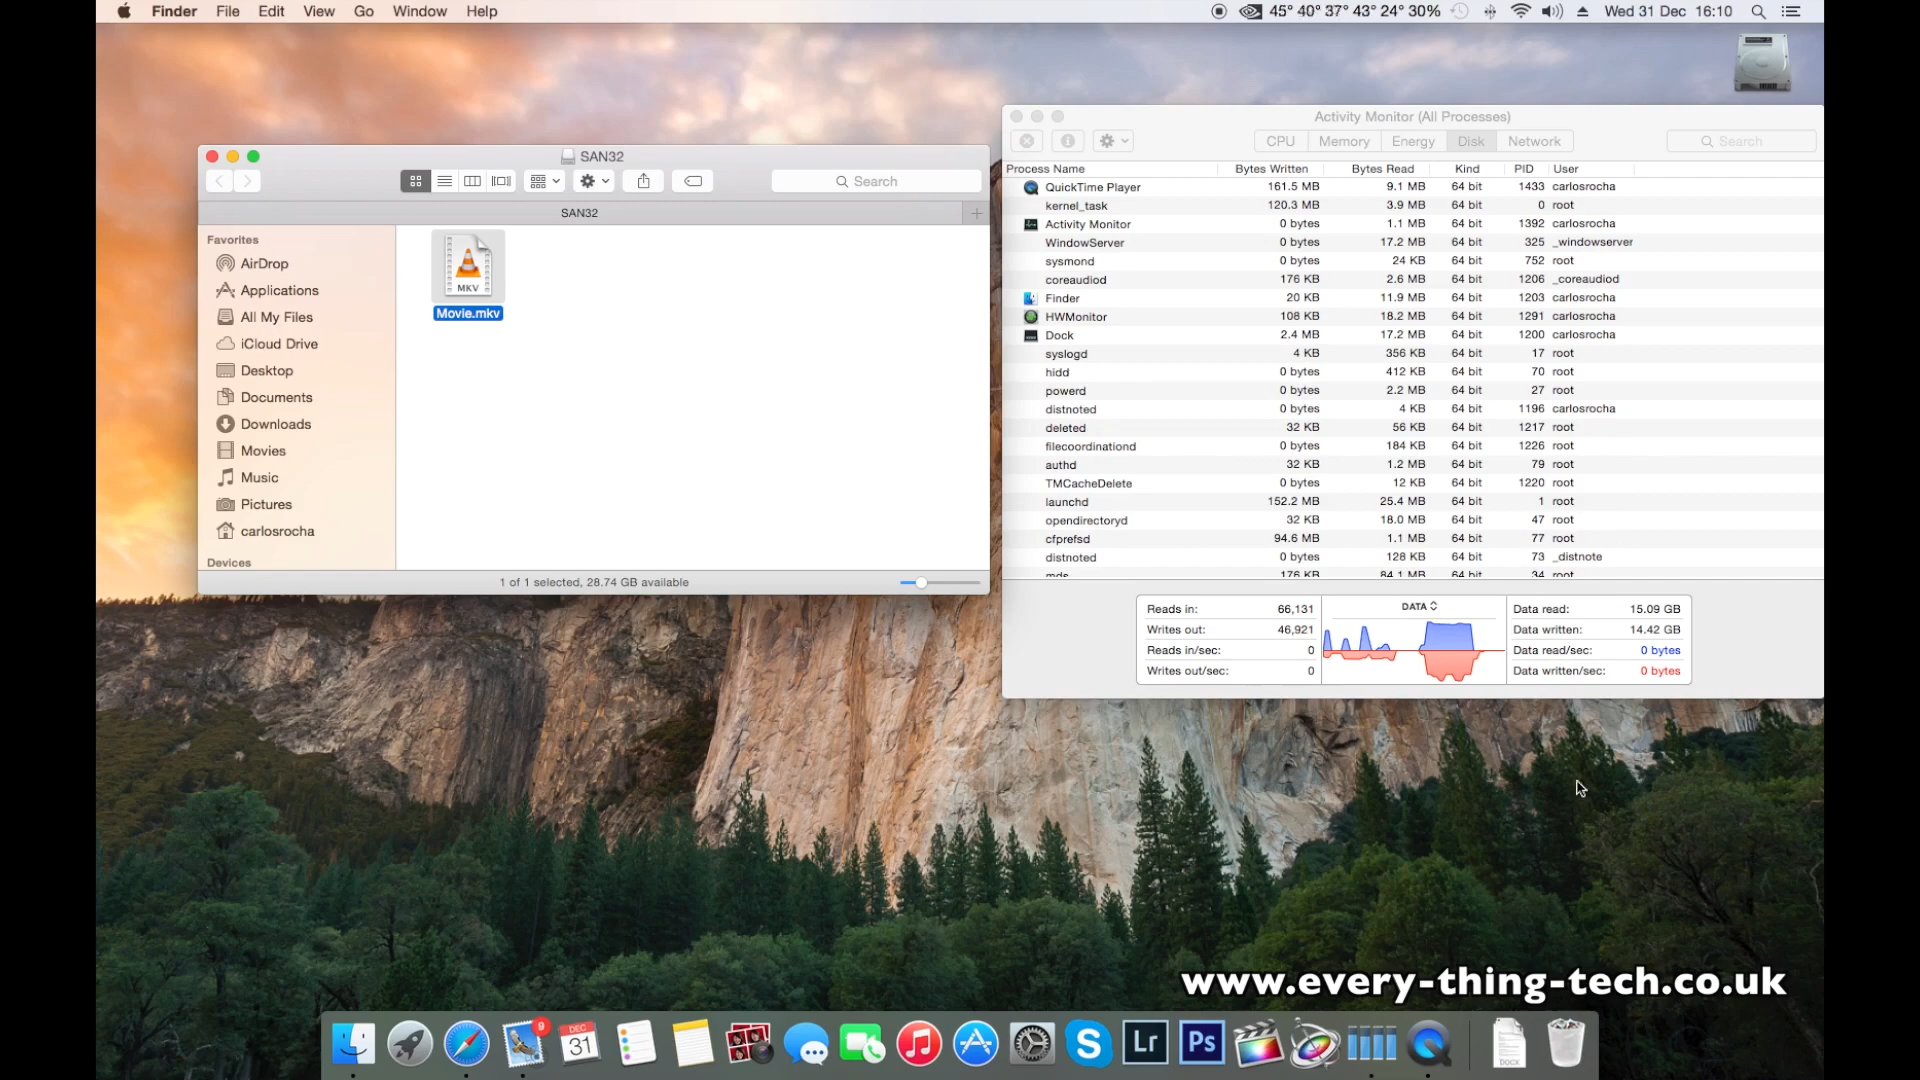 Finder File Edit View Go Window Help 45° 40° 37° 43° 24° 30% Wed 31 Dec 16:10
SAN32
Search
SAN32
Favorites
AirDrop
Applications
All My Files
iCloud Drive
Desktop
Documents
Downloads
Movies
Music
Pictures
carlosrocha
Devices
MKV
Movie.mkv
1 of 1 selected, 28.74 GB available
Activity Monitor (All Processes)
CPU Memory Energy Disk Network Search
Process Name Bytes Written Bytes Read Kind PID User
QuickTime Player 161.5 MB 9.1 MB 64 bit 1433 carlosrocha
kernel_task 120.3 MB 3.9 MB 64 bit 0 root
Activity Monitor 0 bytes 1.1 MB 64 bit 1392 carlosrocha
WindowServer 0 bytes 17.2 MB 64 bit 325 _windowserver
sysmond 0 bytes 24 KB 64 bit 752 root
coreaudiod 176 KB 2.6 MB 64 bit 1206 _coreaudiod
Finder 20 KB 11.9 MB 64 bit 1203 carlosrocha
HWMonitor 108 KB 18.2 MB 64 bit 1291 carlosrocha
Dock 2.4 MB 17.2 MB 64 bit 1200 carlosrocha
syslogd 4 KB 356 KB 64 bit 17 root
hidd 0 bytes 412 KB 64 bit 70 root
powerd 0 bytes 2.2 MB 64 bit 27 root
distnoted 0 bytes 4 KB 64 bit 1196 carlosrocha
deleted 32 KB 56 KB 64 bit 1217 root
filecoordinationd 0 bytes 184 KB 64 bit 1226 root
authd 32 KB 1.2 MB 64 bit 79 root
TMCacheDelete 0 bytes 12 KB 64 bit 1220 root
launchd 152.2 MB 25.4 MB 64 bit 1 root
opendirectoryd 32 KB 18.0 MB 64 bit 47 root
cfprefsd 94.6 MB 1.1 MB 64 bit 77 root
distnoted 0 bytes 128 KB 64 bit 73 _distnote
mds 176 KB 84.1 MB 64 bit 34 root
Reads in: 66,131 DATA Data read: 15.09 GB
Writes out: 46,921 Data written: 14.42 GB
Reads in/sec: 0 Data read/sec: 0 bytes
Writes out/sec: 0 Data written/sec: 0 bytes
www.every-thing-tech.co.uk
9
DEC
31
S
Lr
Ps
DOCX